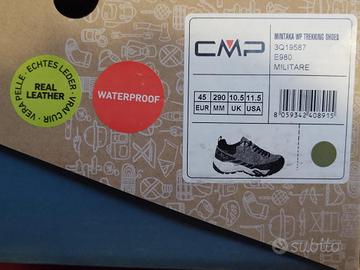 ECHTES LEDER • VRAI CUIR • VERA PELLE •
REAL
LEATHER
WATERPROOF
CMP
MINTAKA WP TREKKING SHOES
3Q19587
E980
MILITARE
45 290 10.5 11.5
EUR MM UK USA
8059342408915
subito